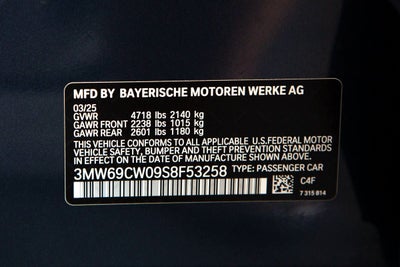 MFD BY BAYERISCHE MOTOREN WERKE AG
03/25
GVWR 4718 lbs 2140 kg
GAWR FRONT 2238 lbs 1015 kg
GAWR REAR 2601 lbs 1180 kg
THIS VEHICLE CONFORMS TO ALL APPLICABLE U.S.FEDERAL MOTOR
VEHICLE SAFETY, BUMPER, AND THEFT PREVENTION STANDARDS
IN EFFECT ON THE DATE OF MANUFACTURE SHOWN ABOVE.
3MW69CW09S8F53258 TYPE: PASSENGER CAR
C4F
7 315 814